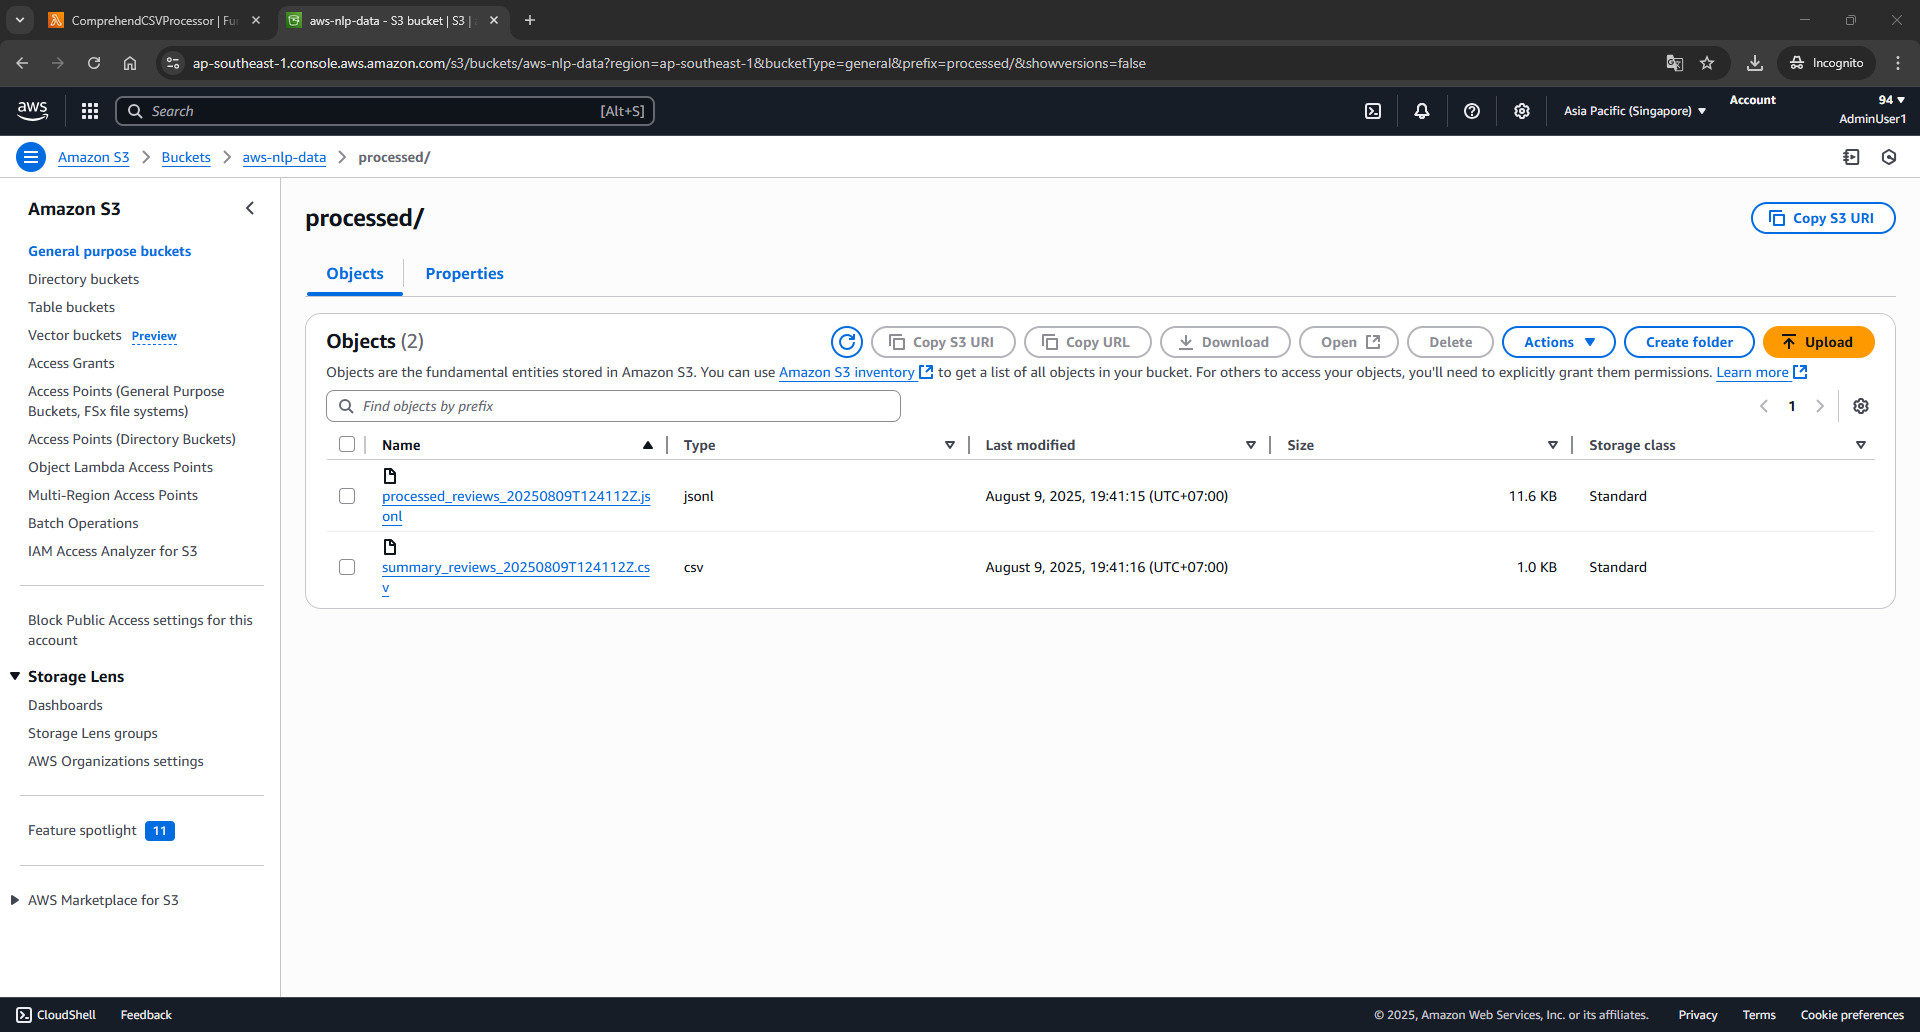 ComprehendCSVProcessor | Fu
aws-nlp-data - S3 bucket | S3 |
ap-southeast-1.console.aws.amazon.com/s3/buckets/aws-nlp-data?region=ap-southeast-1&bucketType=general&prefix=processed/&showversions=false
Incognito
aws
Search
[Alt+S]
Asia Pacific (Singapore)
Account
94
AdminUser1
Amazon S3
Buckets
aws-nlp-data
processed/
Amazon S3
General purpose buckets
Directory buckets
Table buckets
Vector buckets Preview
Access Grants
Access Points (General Purpose
Buckets, FSx file systems)
Access Points (Directory Buckets)
Object Lambda Access Points
Multi-Region Access Points
Batch Operations
IAM Access Analyzer for S3
Block Public Access settings for this
account
Storage Lens
Dashboards
Storage Lens groups
AWS Organizations settings
Feature spotlight 11
AWS Marketplace for S3
processed/
Copy S3 URI
Objects
Properties
Objects (2)
Copy S3 URI
Copy URL
Download
Open
Delete
Actions
Create folder
Upload
Objects are the fundamental entities stored in Amazon S3. You can use Amazon S3 inventory to get a list of all objects in your bucket. For others to access your objects, you'll need to explicitly grant them permissions. Learn more
Find objects by prefix
1
Name Type Last modified Size Storage class
processed_reviews_20250809T124112Z.js
onl
jsonl August 9, 2025, 19:41:15 (UTC+07:00) 11.6 KB Standard
summary_reviews_20250809T124112Z.cs
v
csv August 9, 2025, 19:41:16 (UTC+07:00) 1.0 KB Standard
CloudShell
Feedback
© 2025, Amazon Web Services, Inc. or its affiliates.
Privacy
Terms
Cookie preferences